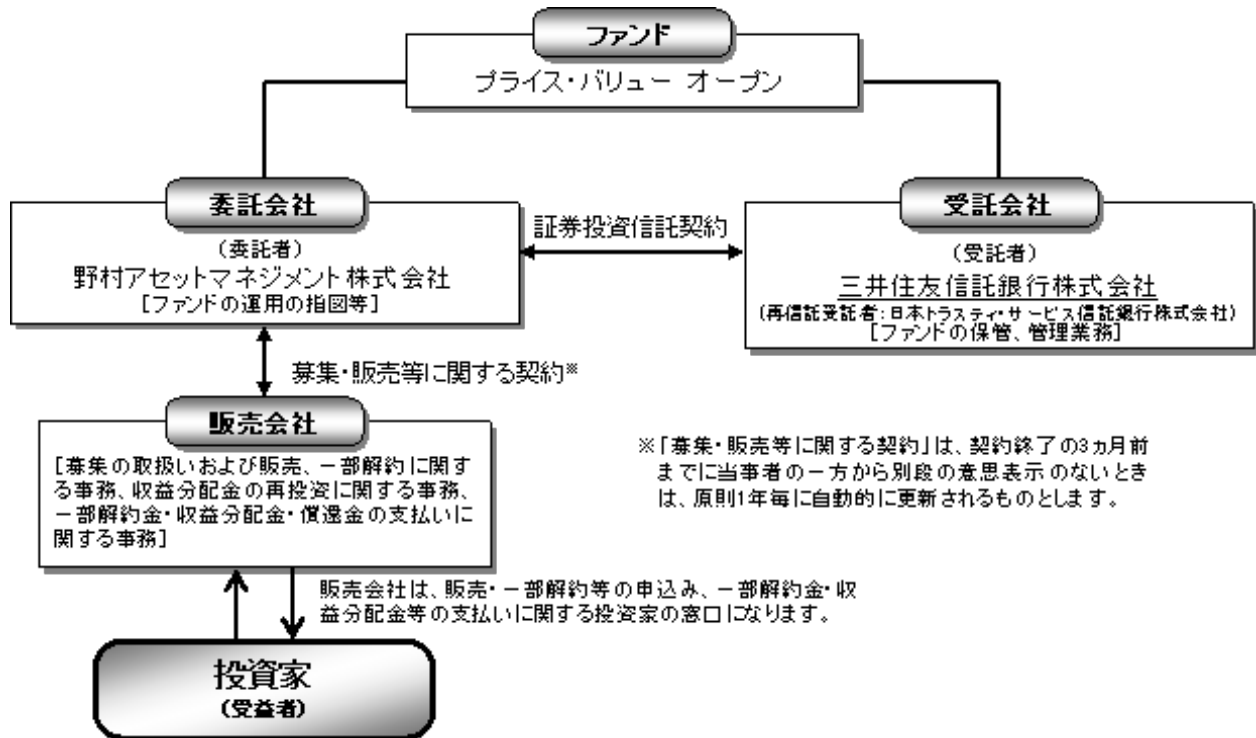 ファンド
プライス・バリュー オープン
委託会社
(委託者)
野村アセットマネジメント株式会社
[ファンドの運用の指図等]
証券投資信託契約
受託会社
(受託者)
三井住友信託銀行株式会社
(再信託受託者:日本トラスティ・サービス信託銀行株式会社)
[ファンドの保管、管理業務]
募集・販売等に関する契約※
販売会社
[募集の取扱いおよび販売、一部解約に関す
る事務、収益分配金の再投資に関する事務、
一部解約金・収益分配金・償還金の支払いに
関する事務]
※「募集・販売等に関する契約」は、契約終了の3ヵ月前
までに当事者の一方から別段の意思表示のないとき
は、原則1年毎に自動的に更新されるものとします。
販売会社は、販売・一部解約等の申込み、一部解約金・収
益分配金等の支払いに関する投資家の窓口になります。
投資家
(受益者)